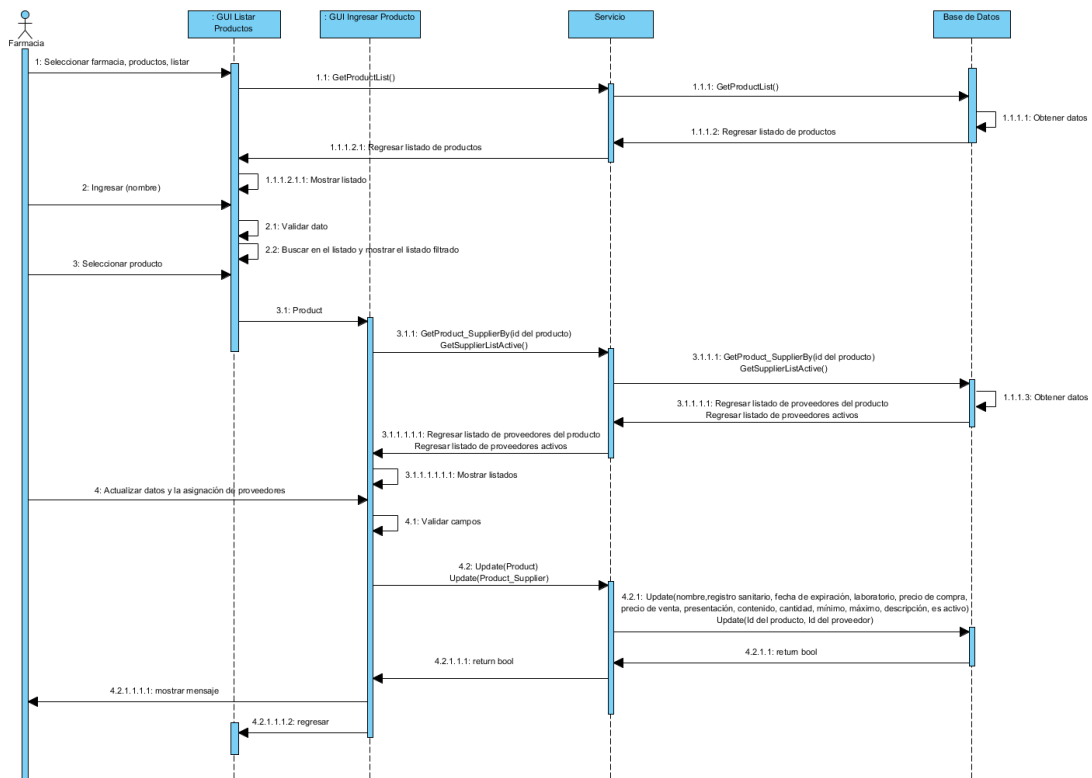 : GUI Listar
Productos
: GUI Ingresar Producto
Servicio
Base de Datos
Farmacia
1: Seleccionar farmacia, productos, listar
1.1: GetProductList()
1.1.1: GetProductList()
1.1.1.1: Obtener datos
1.1.1.2: Regresar listado de productos
1.1.1.2.1: Regresar listado de productos
1.1.1.2.1.1: Mostrar listado
2: Ingresar (nombre)
2.1: Validar dato
2.2: Buscar en el listado y mostrar el listado filtrado
3: Seleccionar producto
3.1: Product
3.1.1: GetProduct_SupplierBy(id del producto)
GetSupplierListActive()
3.1.1.1: GetProduct_SupplierBy(id del producto)
GetSupplierListActive()
1.1.1.3: Obtener datos
3.1.1.1.1: Regresar listado de proveedores del producto
Regresar listado de proveedores activos
3.1.1.1.1.1: Regresar listado de proveedores del producto
Regresar listado de proveedores activos
3.1.1.1.1.1.1: Mostrar listados
4: Actualizar datos y la asignación de proveedores
4.1: Validar campos
4.2: Update(Product)
Update(Product_Supplier)
4.2.1: Update(nombre,registro sanitario, fecha de expiración, laboratorio, precio de compra,
precio de venta, presentación, contenido, cantidad, mínimo, máximo, descripción, es activo)
Update(Id del producto, Id del proveedor)
4.2.1.1: return bool
4.2.1.1.1: return bool
4.2.1.1.1.1: mostrar mensaje
4.2.1.1.1.2: regresar